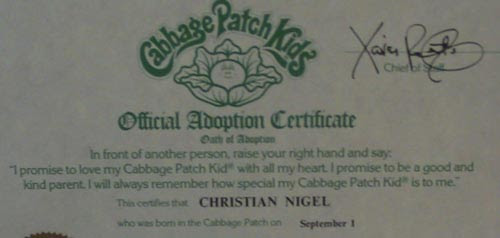 Cabbage Patch Kids
Chief of Staff
Official Adoption Certificate
Oath of Adoption
In front of another person, raise your right hand and say:
"I promise to love my Cabbage Patch Kid® with all my heart. I promise to be a good and
kind parent. I will always remember how special my Cabbage Patch Kid® is to me."
This certifies that CHRISTIAN NIGEL
who was born in the Cabbage Patch on September 1